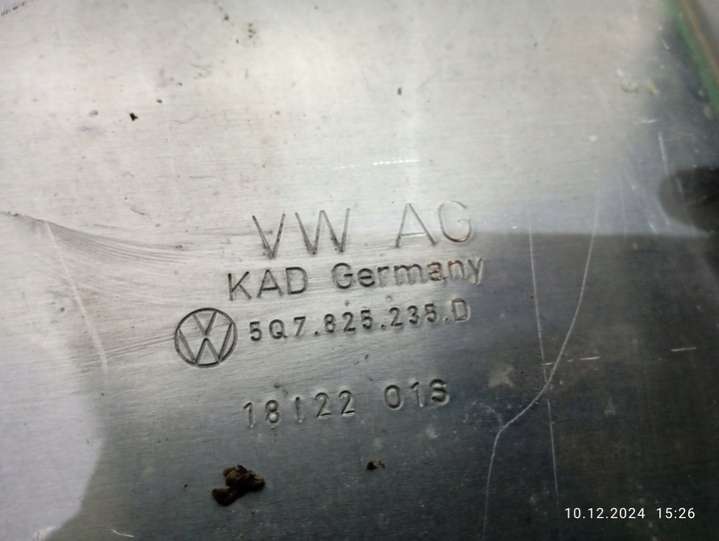 VW AG
KAD Germany
5Q7.825.235.D
18122 01S
10.12.2024 15:26